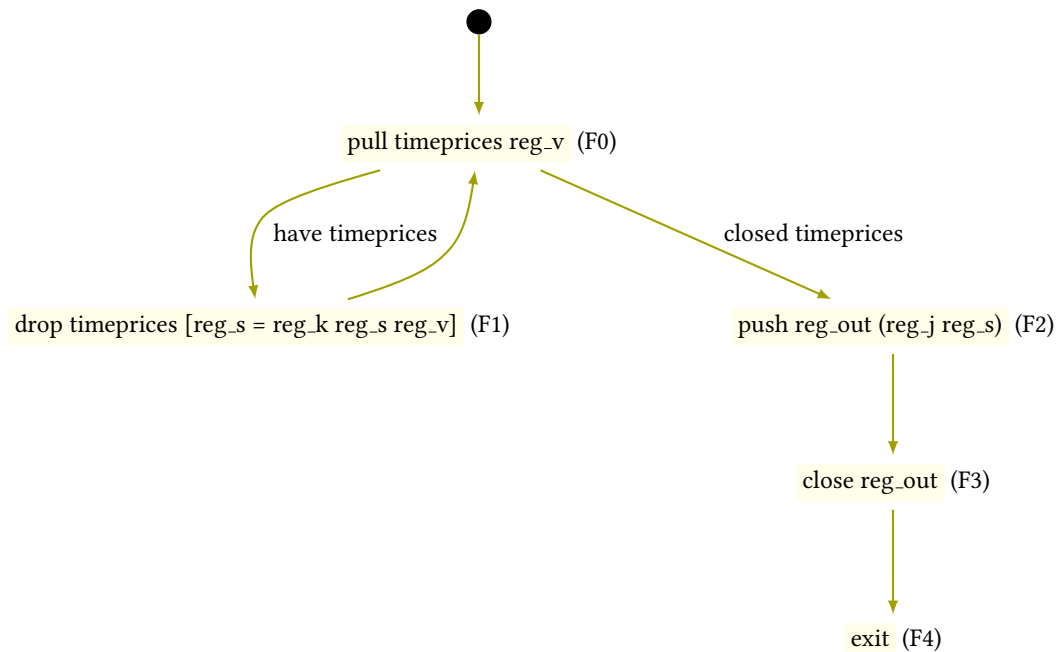 pull timeprices reg_v (F0)
have timeprices
closed timeprices
drop timeprices [reg_s = reg_k reg_s reg_v] (F1)
push reg_out (reg_j reg_s) (F2)
close reg_out (F3)
exit (F4)